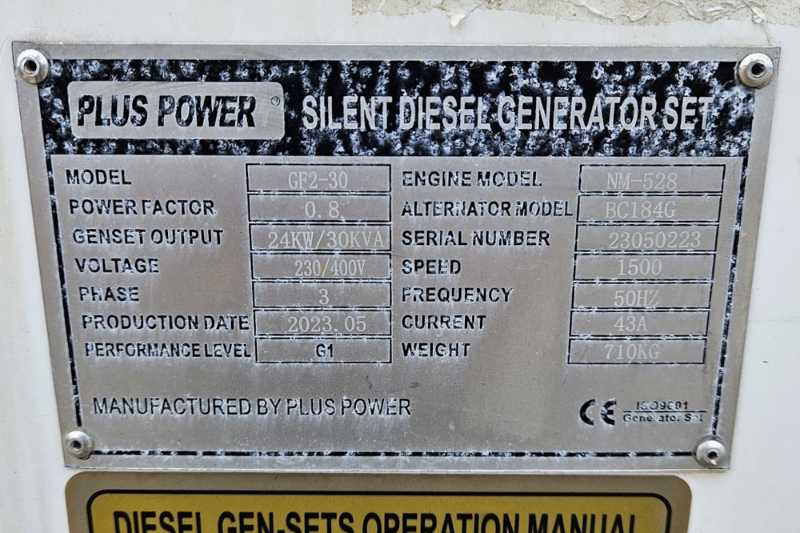 PLUS POWER ® SILENT DIESEL GENERATOR SET
MODEL GF2-30 ENGINE MODEL NM-528
POWER FACTOR 0.8 ALTERNATOR MODEL BC184G
GENSET OUTPUT 24KW/30KVA SERIAL NUMBER 23050223
VOLTAGE 230/400V SPEED 1500
PHASE 3 FREQUENCY 50HZ
PRODUCTION DATE 2023.05 CURRENT 43A
PERFORMANCE LEVEL G1 WEIGHT 710KG
MANUFACTURED BY PLUS POWER CE ISO9001
Generator Set
DIESEL GEN-SETS OPERATION MANUAL